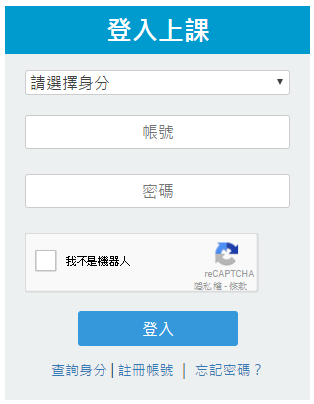 登入上課
請選擇身分
帳號
密碼
我不是機器人
reCAPTCHA
隱私權 - 條款
登入
查詢身分 | 註冊帳號 | 忘記密碼？